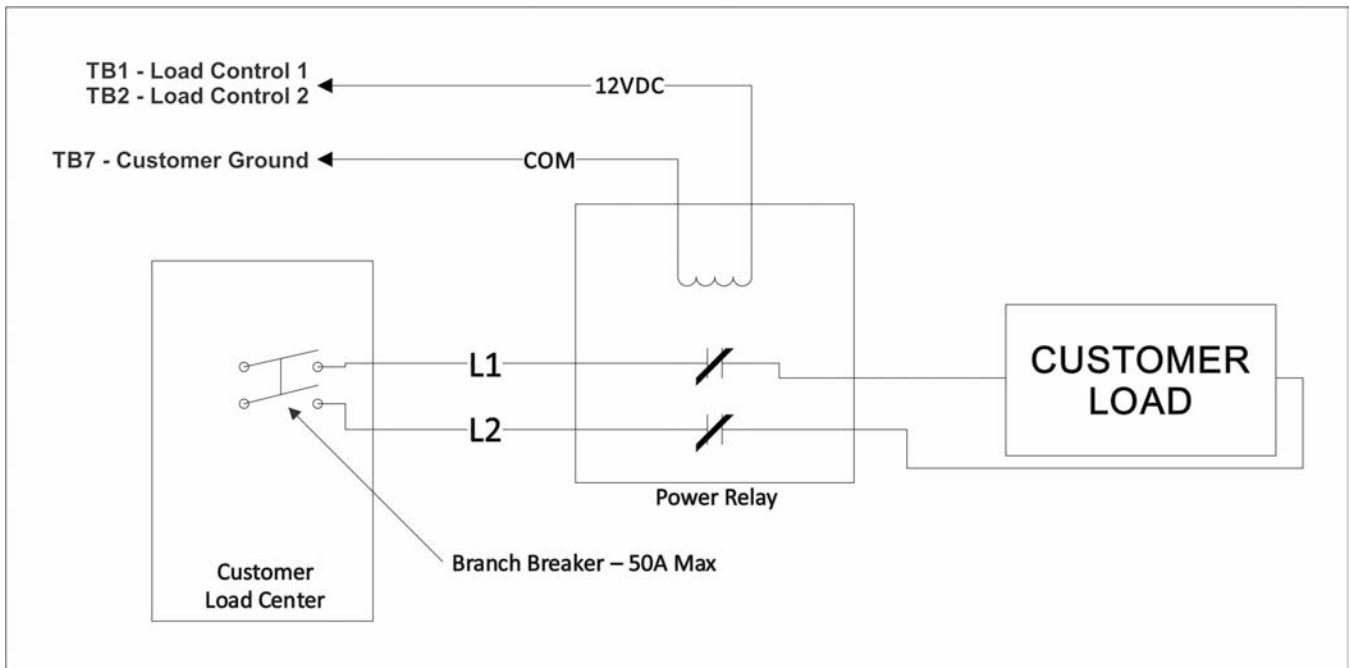 TB1 - Load Control 1
TB2 - Load Control 2
12VDC
TB7 - Customer Ground
COM
L1
L2
CUSTOMER
LOAD
Power Relay
Branch Breaker – 50A Max
Customer
Load Center